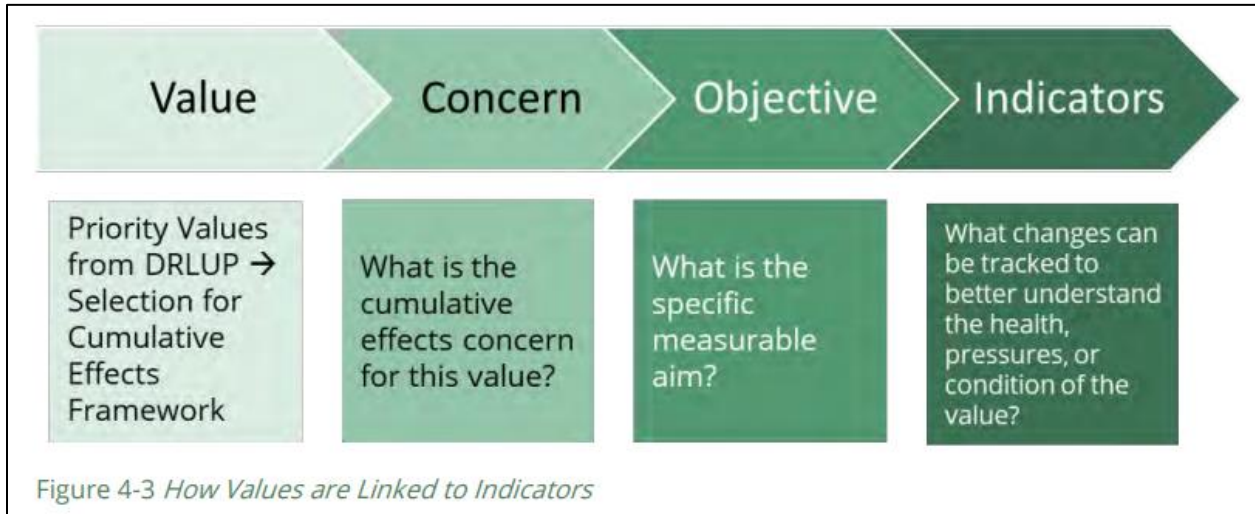 Value
Concern
Objective
Indicators
Priority Values
from DRLUP →
Selection for
Cumulative
Effects
Framework
What is the
cumulative
effects concern
for this value?
What is the
specific
measurable
aim?
What changes can
be tracked to
better understand
the health,
pressures, or
condition of the
value?
Figure 4-3 How Values are Linked to Indicators